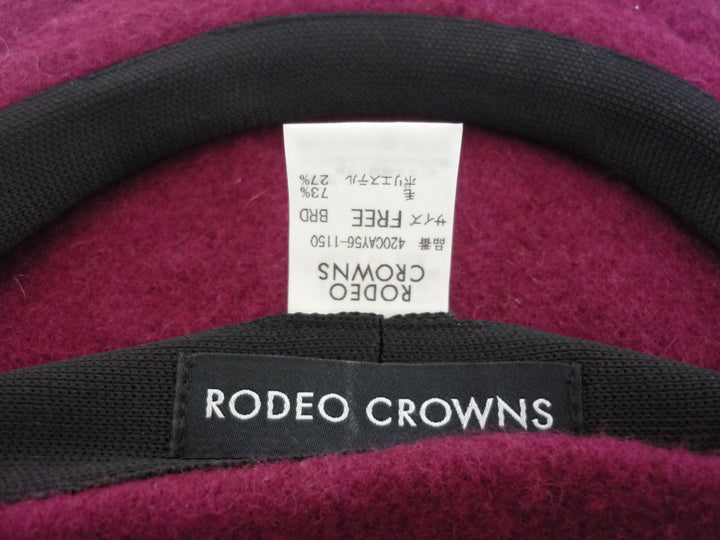 RODEO
CROWNS
品番 420CAY56-1150
サイズ FREE BRD
毛 73%
ポリエステル 27%
RODEO CROWNS